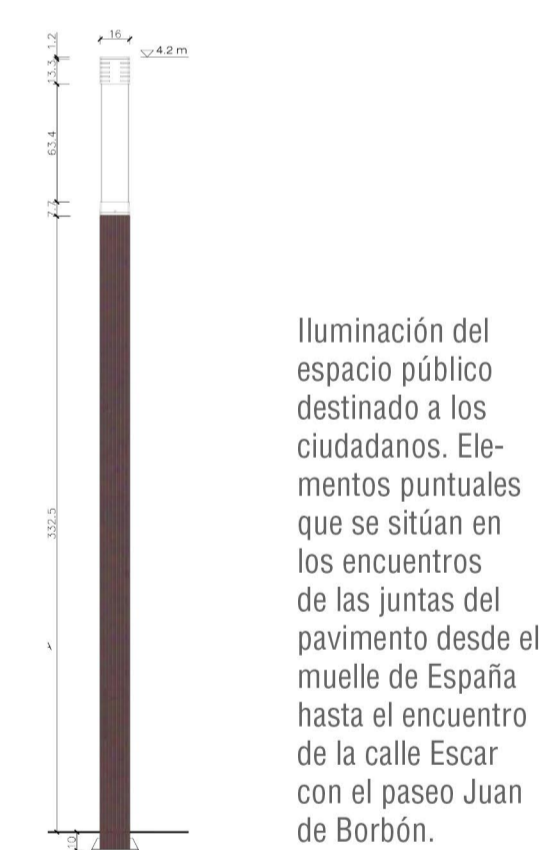 16
4.2 m
1.2
13.3
63.4
7.7
332.5
10
Iluminación del
espacio público
destinado a los
ciudadanos. Ele-
mentos puntuales
que se sitúan en
los encuentros
de las juntas del
pavimento desde el
muelle de España
hasta el encuentro
de la calle Escar
con el paseo Juan
de Borbón.